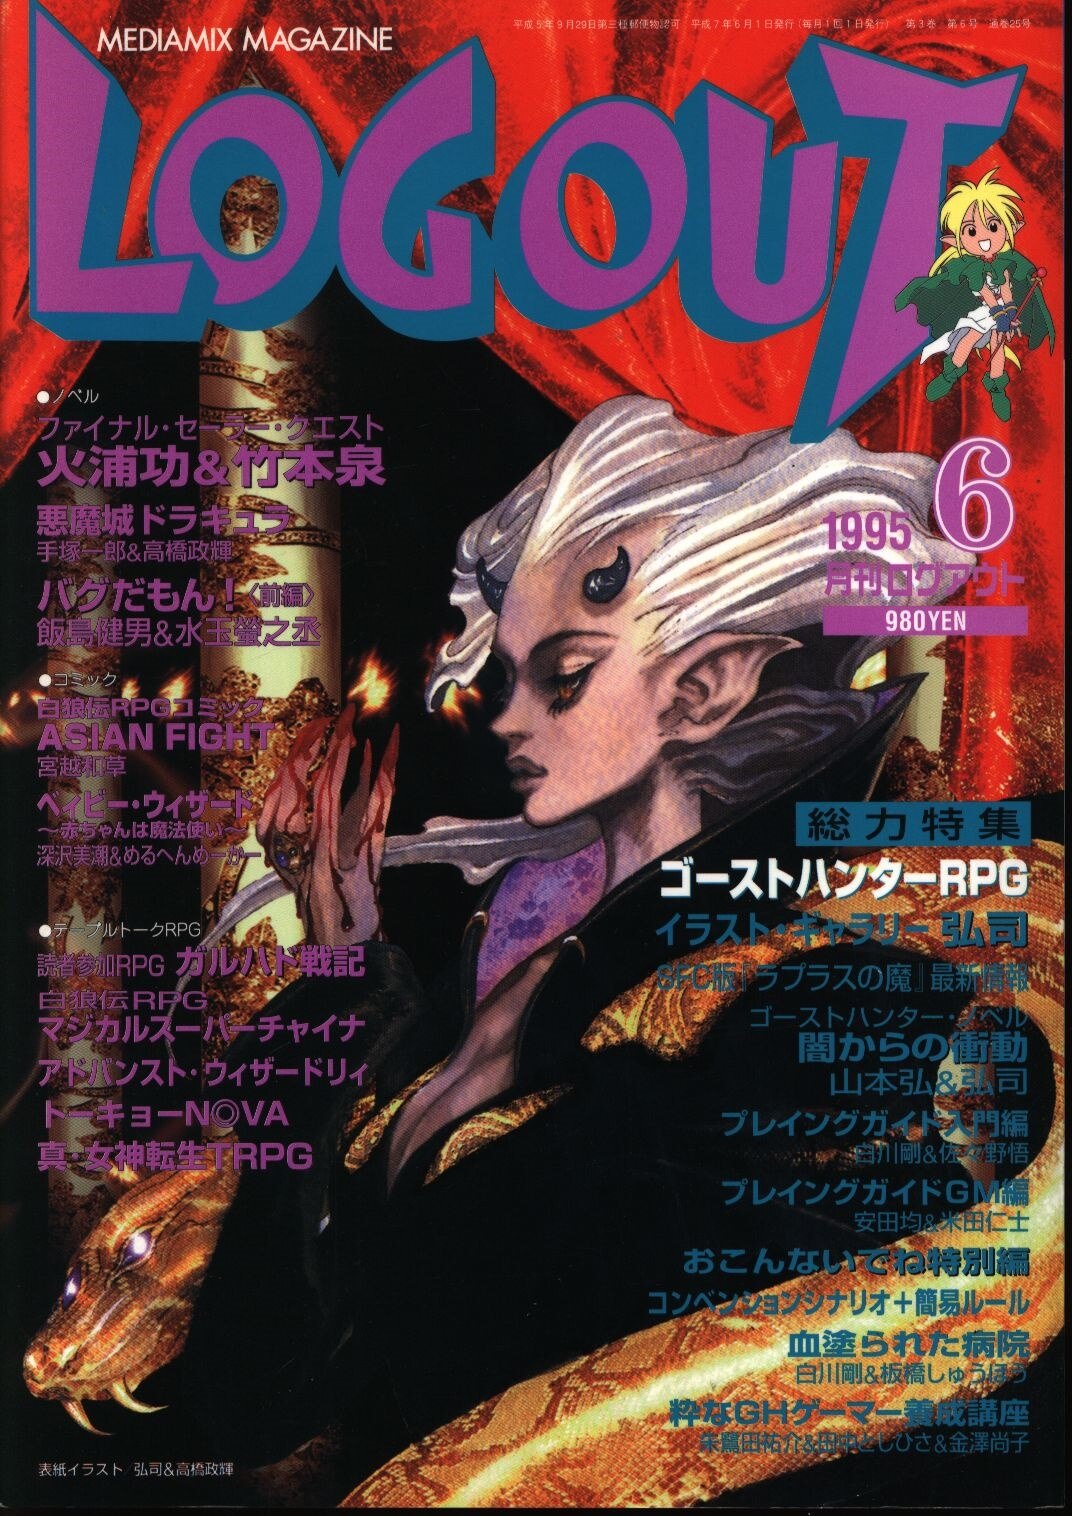 平成5年9月29日第三種郵便物認可 平成7年6月1日発行(毎月1回1日発行) 第3巻 第6号 通巻25号
MEDIAMIX MAGAZINE
LOGOUT
6
1995
月刊ログアウト
980YEN
●ノベル
ファイナル・セーラー・クエスト
火浦功&竹本泉
悪魔城ドラキュラ
手塚一郎&高橋政輝
バグだもん!〈前編〉
飯島健男&水玉螢之丞
●コミック
白狼伝RPGコミック
ASIAN FIGHT
宮越和草
ベイビー・ウィザード
～赤ちゃんは魔法使い～
深沢美潮&めるへんめーかー
●テーブルトークRPG
読者参加RPG ガルハド戦記
白狼伝RPG
マジカルスーパーチャイナ
アドバンスト・ウィザードリィ
トーキョーN◎VA
真・女神転生TRPG
総力特集
ゴーストハンターRPG
イラスト・ギャラリー 弘司
SFC版『ラプラスの魔』最新情報
ゴーストハンター・ノベル
闇からの衝動
山本弘&弘司
プレイングガイド入門編
白川剛&佐々野悟
プレイングガイドGM編
安田均&米田仁士
おこんないでね特別編
コンベンションシナリオ+簡易ルール
血塗られた病院
白川剛&板橋しゅうほう
粋なGHゲーマー養成講座
朱鷺田祐介&田中としひさ&金澤尚子
表紙イラスト 弘司&高橋政輝